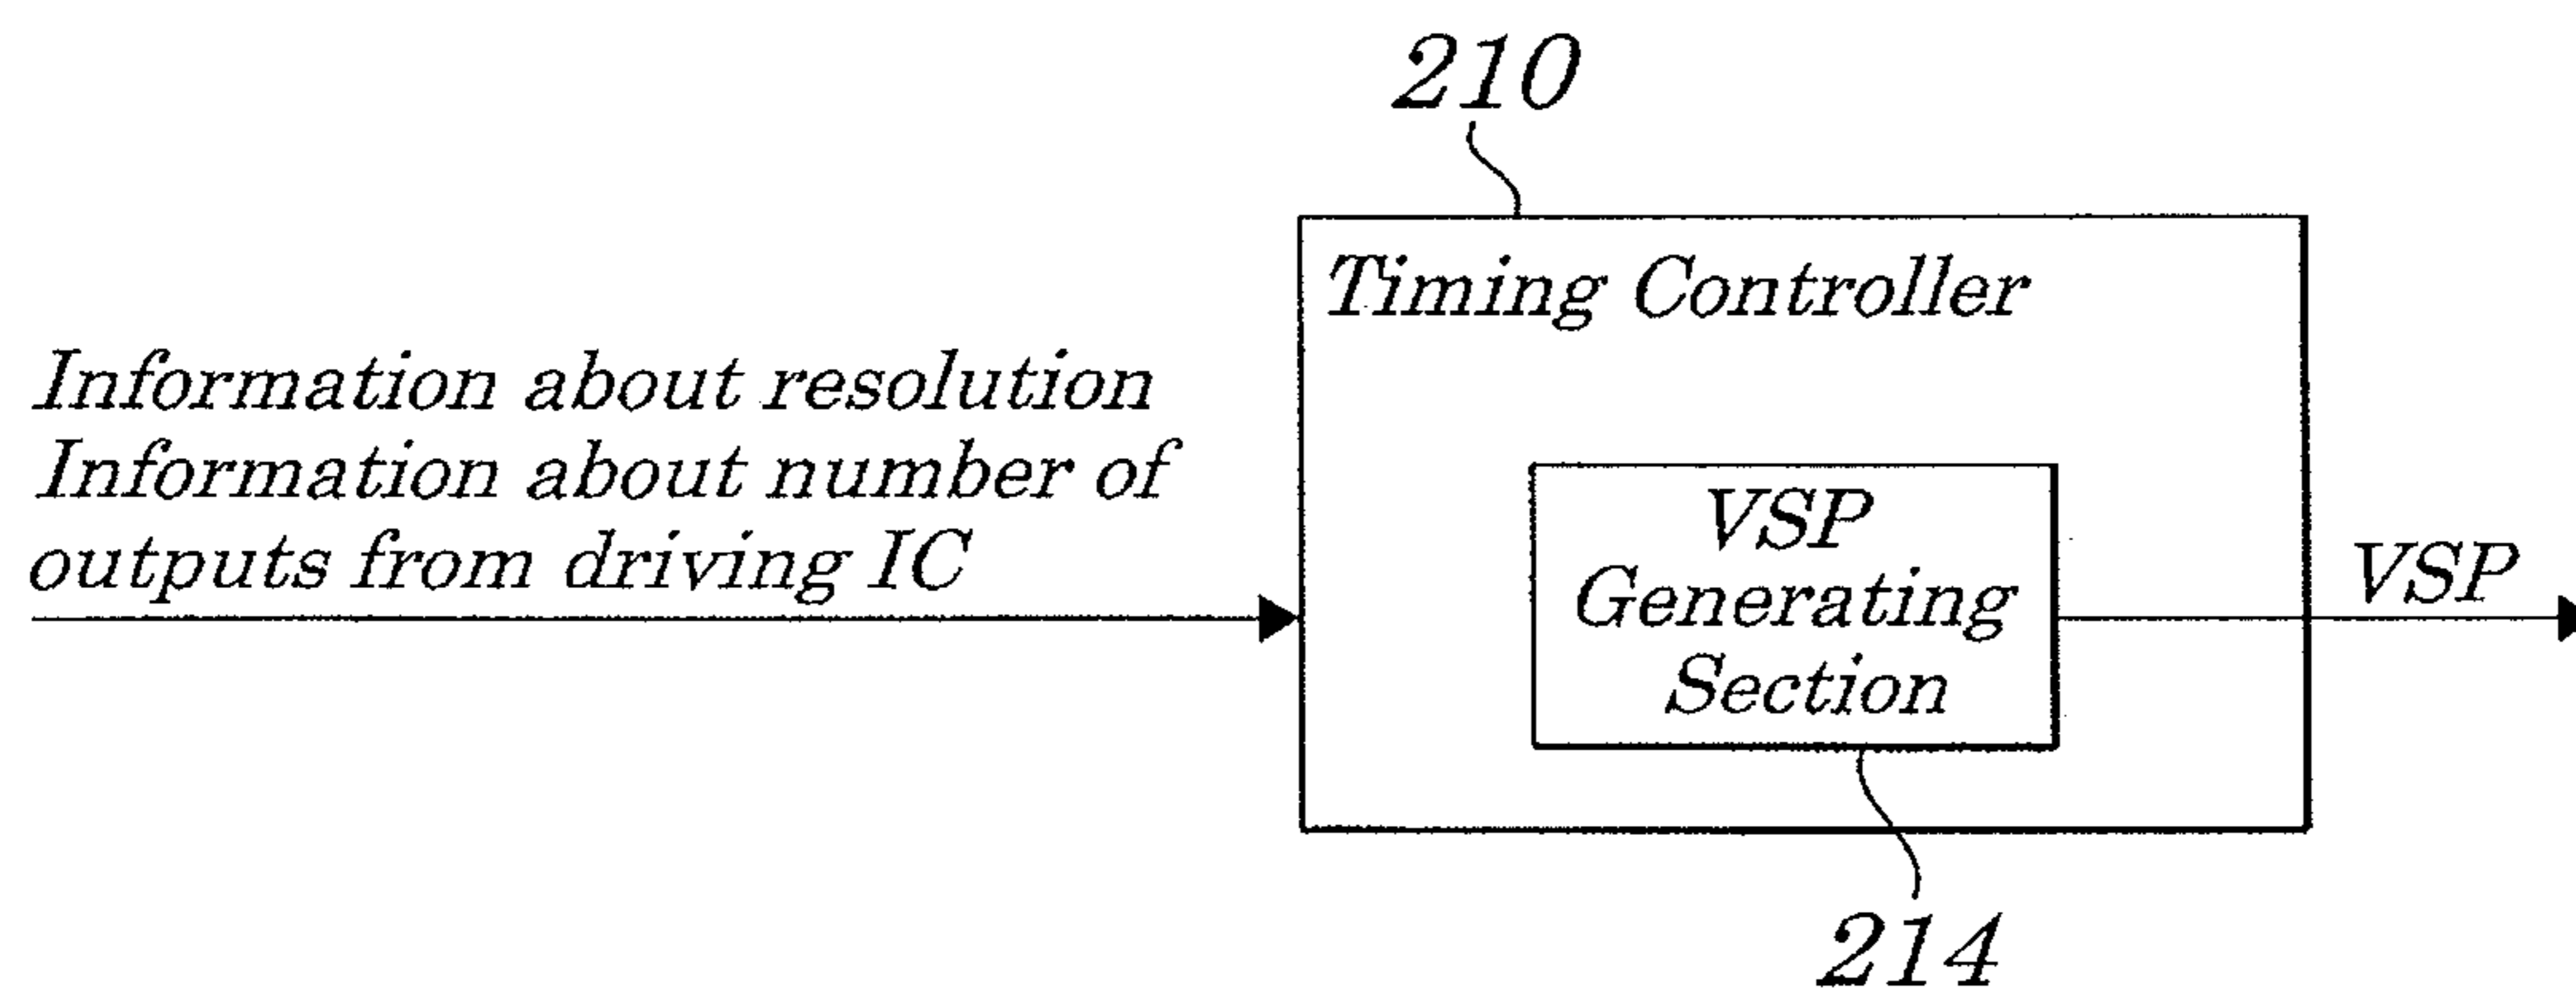 210
Timing Controller
Information about resolution
Information about number of
outputs from driving IC
VSP
Generating
Section
VSP
214